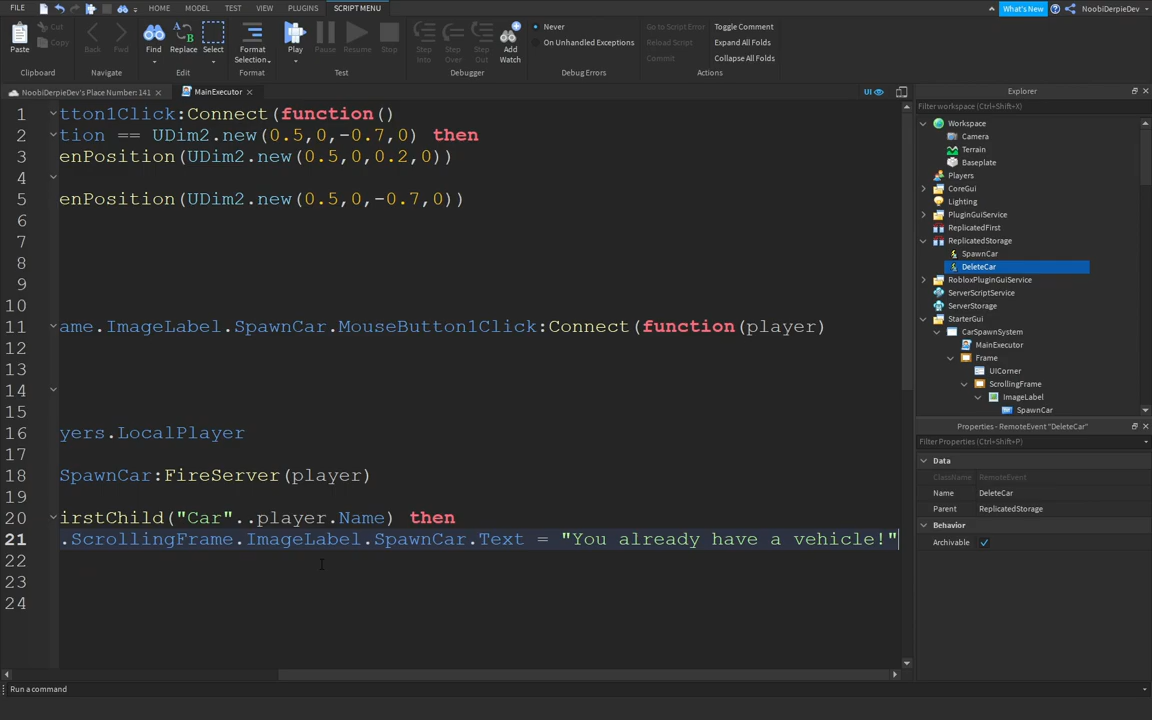 FILE
HOME
MODEL
TEST
VIEW
PLUGINS
SCRIPT MENU
What's New
NoobiDerpieDev
Paste
Cut
Copy
Clipboard
Back
Forward
Navigate
Find
Replace
Select
Edit
Format
Selection
Format
Play
Pause
Resume
Stop
Test
Step
Into
Step
Over
Step
Out
Add
Watch
Debugger
Never
On Unhandled Exceptions
Debug Errors
Go to Script Error
Reload Script
Commit
Toggle Comment
Expand All Folds
Collapse All Folds
Actions
NoobiDerpieDev's Place Number: 141
MainExecutor
UI
1 tton1Click:Connect(function()
2 tion == UDim2.new(0.5,0,-0.7,0) then
3 enPosition(UDim2.new(0.5,0,0.2,0))
4
5 enPosition(UDim2.new(0.5,0,-0.7,0))
6
7
8
9
10
11 ame.ImageLabel.SpawnCar.MouseButton1Click:Connect(function(player)
12
13
14
15
16 yers.LocalPlayer
17
18 SpawnCar:FireServer(player)
19
20 irstChild("Car"..player.Name) then
21 .ScrollingFrame.ImageLabel.SpawnCar.Text = "You already have a vehicle!"
22
23
24
Explorer
Filter workspace (Ctrl+Shift+X)
Workspace
Camera
Terrain
Baseplate
Players
CoreGui
Lighting
PluginGuiService
ReplicatedFirst
ReplicatedStorage
SpawnCar
DeleteCar
RobloxPluginGuiService
ServerScriptService
ServerStorage
StarterGui
CarSpawnSystem
MainExecutor
Frame
UICorner
ScrollingFrame
ImageLabel
SpawnCar
Properties - RemoteEvent "DeleteCar"
Filter Properties (Ctrl+Shift+P)
Data
ClassName RemoteEvent
Name DeleteCar
Parent ReplicatedStorage
Behavior
Archivable
Run a command